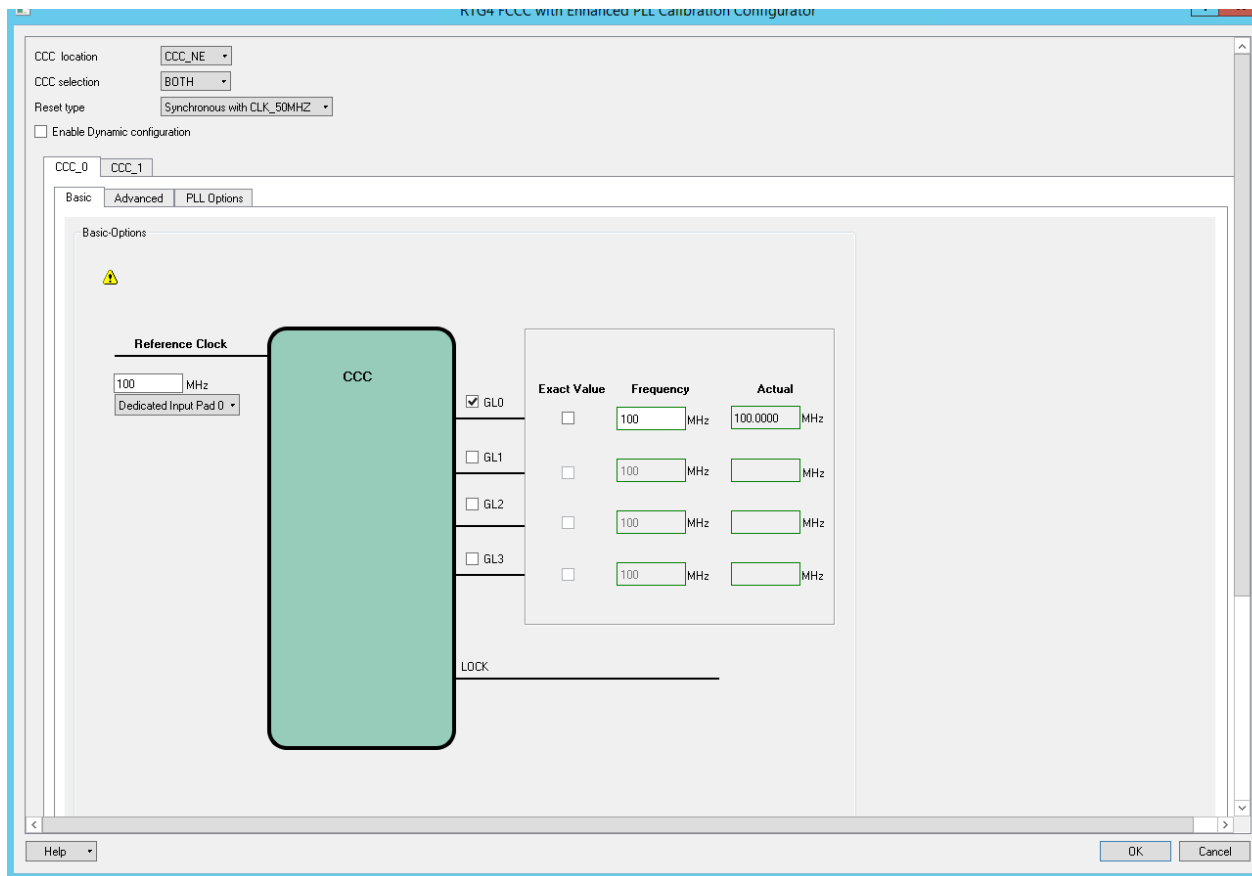 RTG4 FCCC with Enhanced PLL Calibration Configurator
CCC location CCC_NE
CCC selection BOTH
Reset type Synchronous with CLK_50MHZ
Enable Dynamic configuration
CCC_0 CCC_1
Basic Advanced PLL Options
Basic-Options
Reference Clock
100 MHz
Dedicated Input Pad 0
CCC
Exact Value Frequency Actual
GL0 100 MHz 100.0000 MHz
GL1 100 MHz MHz
GL2 100 MHz MHz
GL3 100 MHz MHz
LOCK
Help OK Cancel